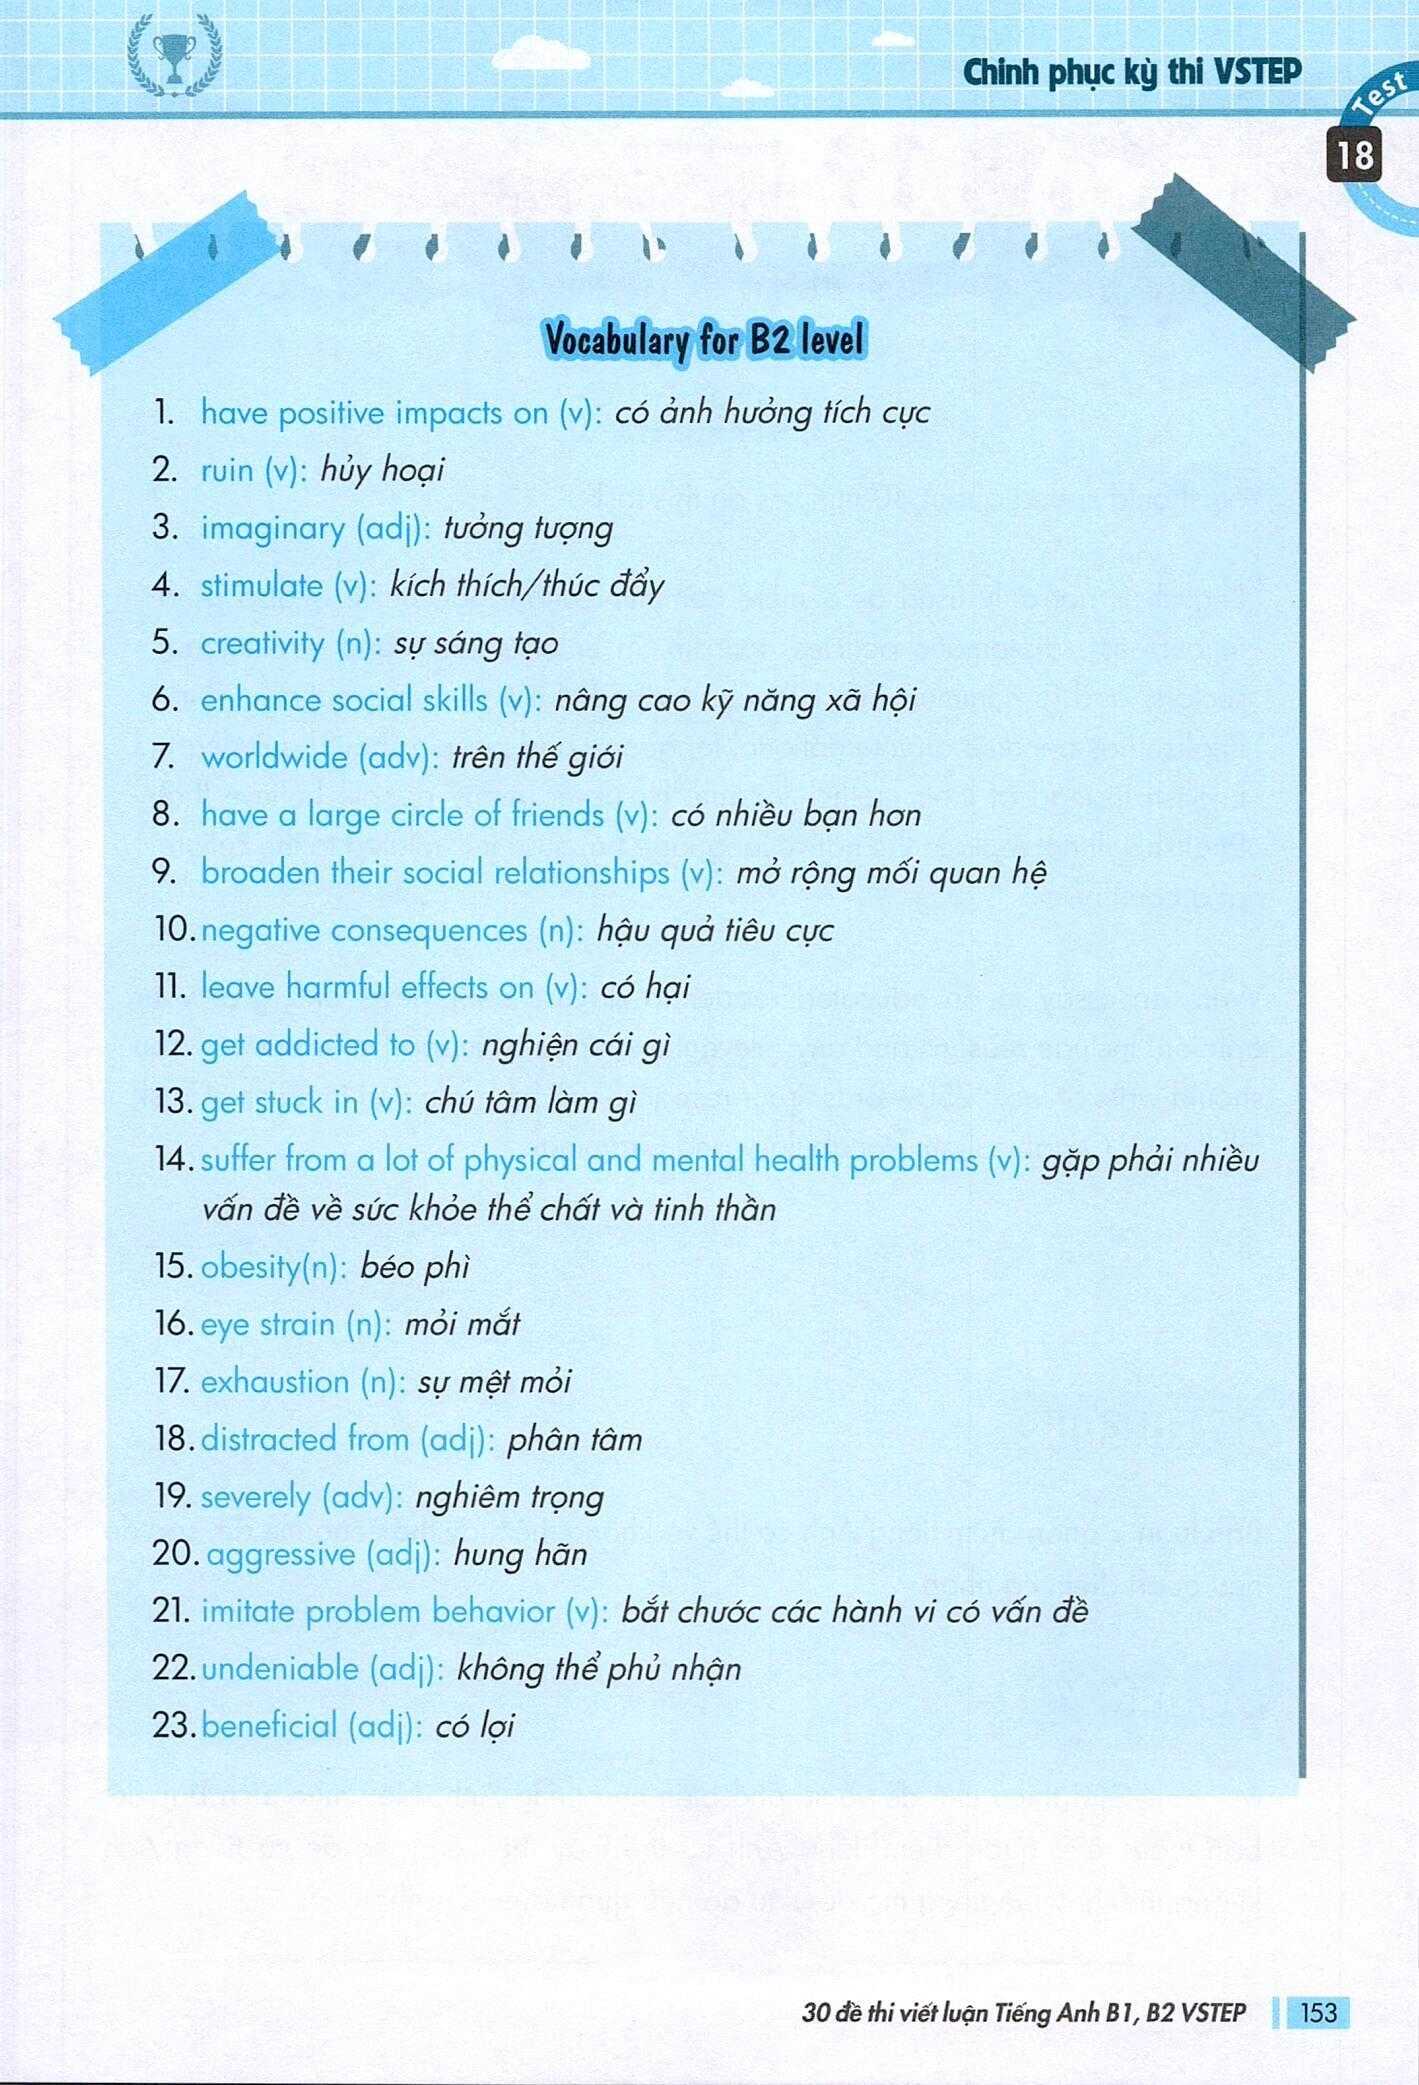 Chinh phục kỳ thi VSTEP
Test
18
Vocabulary for B2 level
1. have positive impacts on (v): có ảnh hưởng tích cực
2. ruin (v): hủy hoại
3. imaginary (adj): tưởng tượng
4. stimulate (v): kích thích/thúc đẩy
5. creativity (n): sự sáng tạo
6. enhance social skills (v): nâng cao kỹ năng xã hội
7. worldwide (adv): trên thế giới
8. have a large circle of friends (v): có nhiều bạn hơn
9. broaden their social relationships (v): mở rộng mối quan hệ
10. negative consequences (n): hậu quả tiêu cực
11. leave harmful effects on (v): có hại
12. get addicted to (v): nghiện cái gì
13. get stuck in (v): chú tâm làm gì
14. suffer from a lot of physical and mental health problems (v): gặp phải nhiều
vấn đề về sức khỏe thể chất và tinh thần
15. obesity(n): béo phì
16. eye strain (n): mỏi mắt
17. exhaustion (n): sự mệt mỏi
18. distracted from (adj): phân tâm
19. severely (adv): nghiêm trọng
20. aggressive (adj): hung hãn
21. imitate problem behavior (v): bắt chước các hành vi có vấn đề
22. undeniable (adj): không thể phủ nhận
23. beneficial (adj): có lợi
30 đề thi viết luận Tiếng Anh B1, B2 VSTEP 153